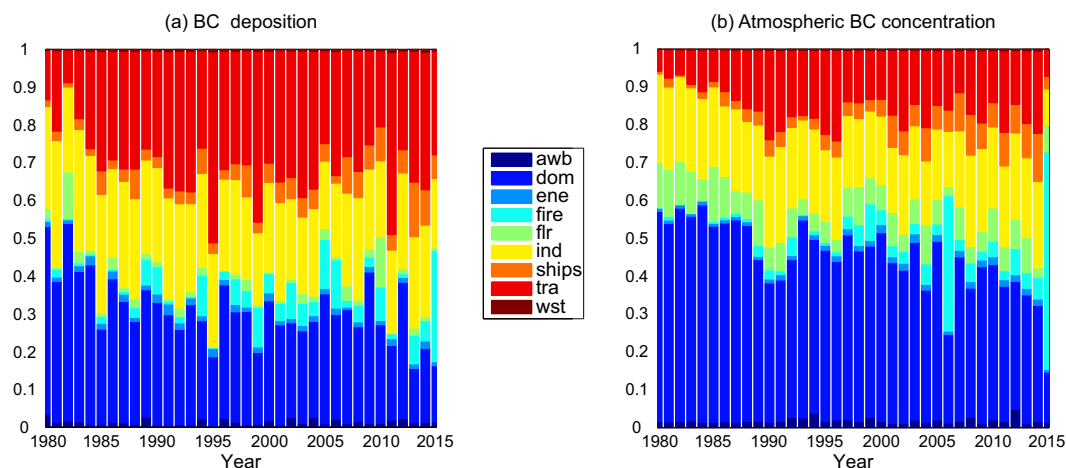 (a) BC deposition
1
0.9
0.8
0.7
0.6
0.5
0.4
0.3
0.2
0.1
0
1980 1985 1990 1995 2000 2005 2010 2015
Year
awb
dom
ene
fire
flr
ind
ships
tra
wst
(b) Atmospheric BC concentration
1
0.9
0.8
0.7
0.6
0.5
0.4
0.3
0.2
0.1
0
1980 1985 1990 1995 2000 2005 2010 2015
Year